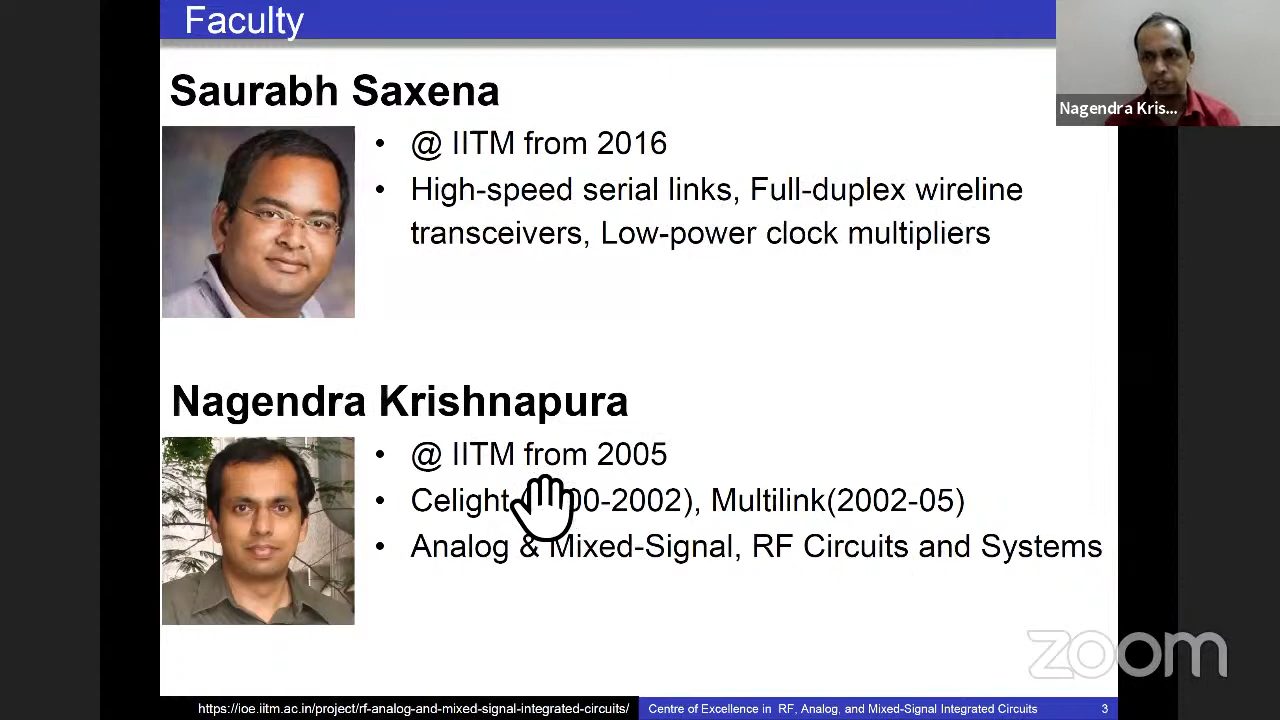 Faculty
Nagendra Kris...
Saurabh Saxena
• @ IITM from 2016
• High-speed serial links, Full-duplex wireline
transceivers, Low-power clock multipliers
Nagendra Krishnapura
• @ IITM from 2005
• Celight 00-2002), Multilink(2002-05)
• Analog & Mixed-Signal, RF Circuits and Systems
zoom
https://ioe.iitm.ac.in/project/rf-analog-and-mixed-signal-integrated-circuits/
Centre of Excellence in RF, Analog, and Mixed-Signal Integrated Circuits 3